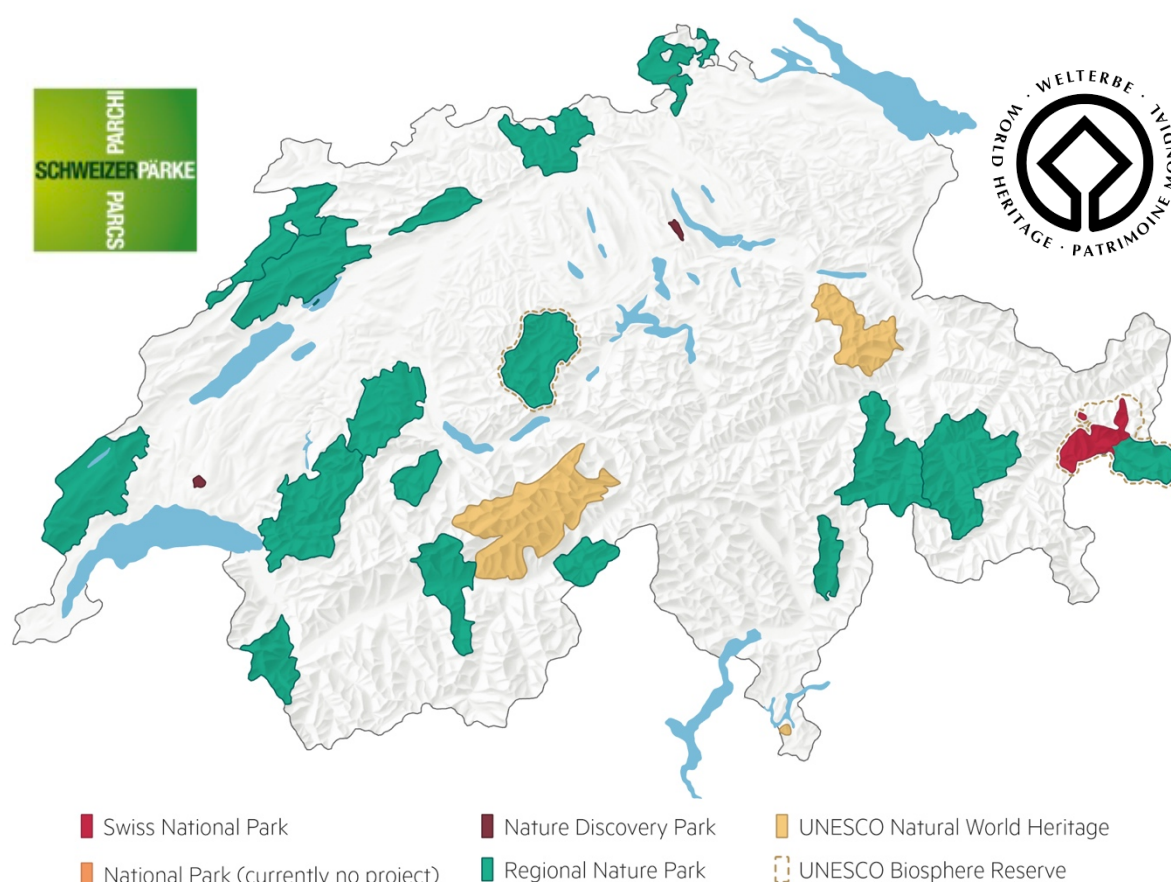 PARCHI
SCHWEIZERPÄRKE
PARCS
· WELTERBE ·
WORLD HERITAGE · PATRIMOINE
Swiss National Park
Nature Discovery Park
UNESCO Natural World Heritage
National Park (currently no project)
Regional Nature Park
UNESCO Biosphere Reserve